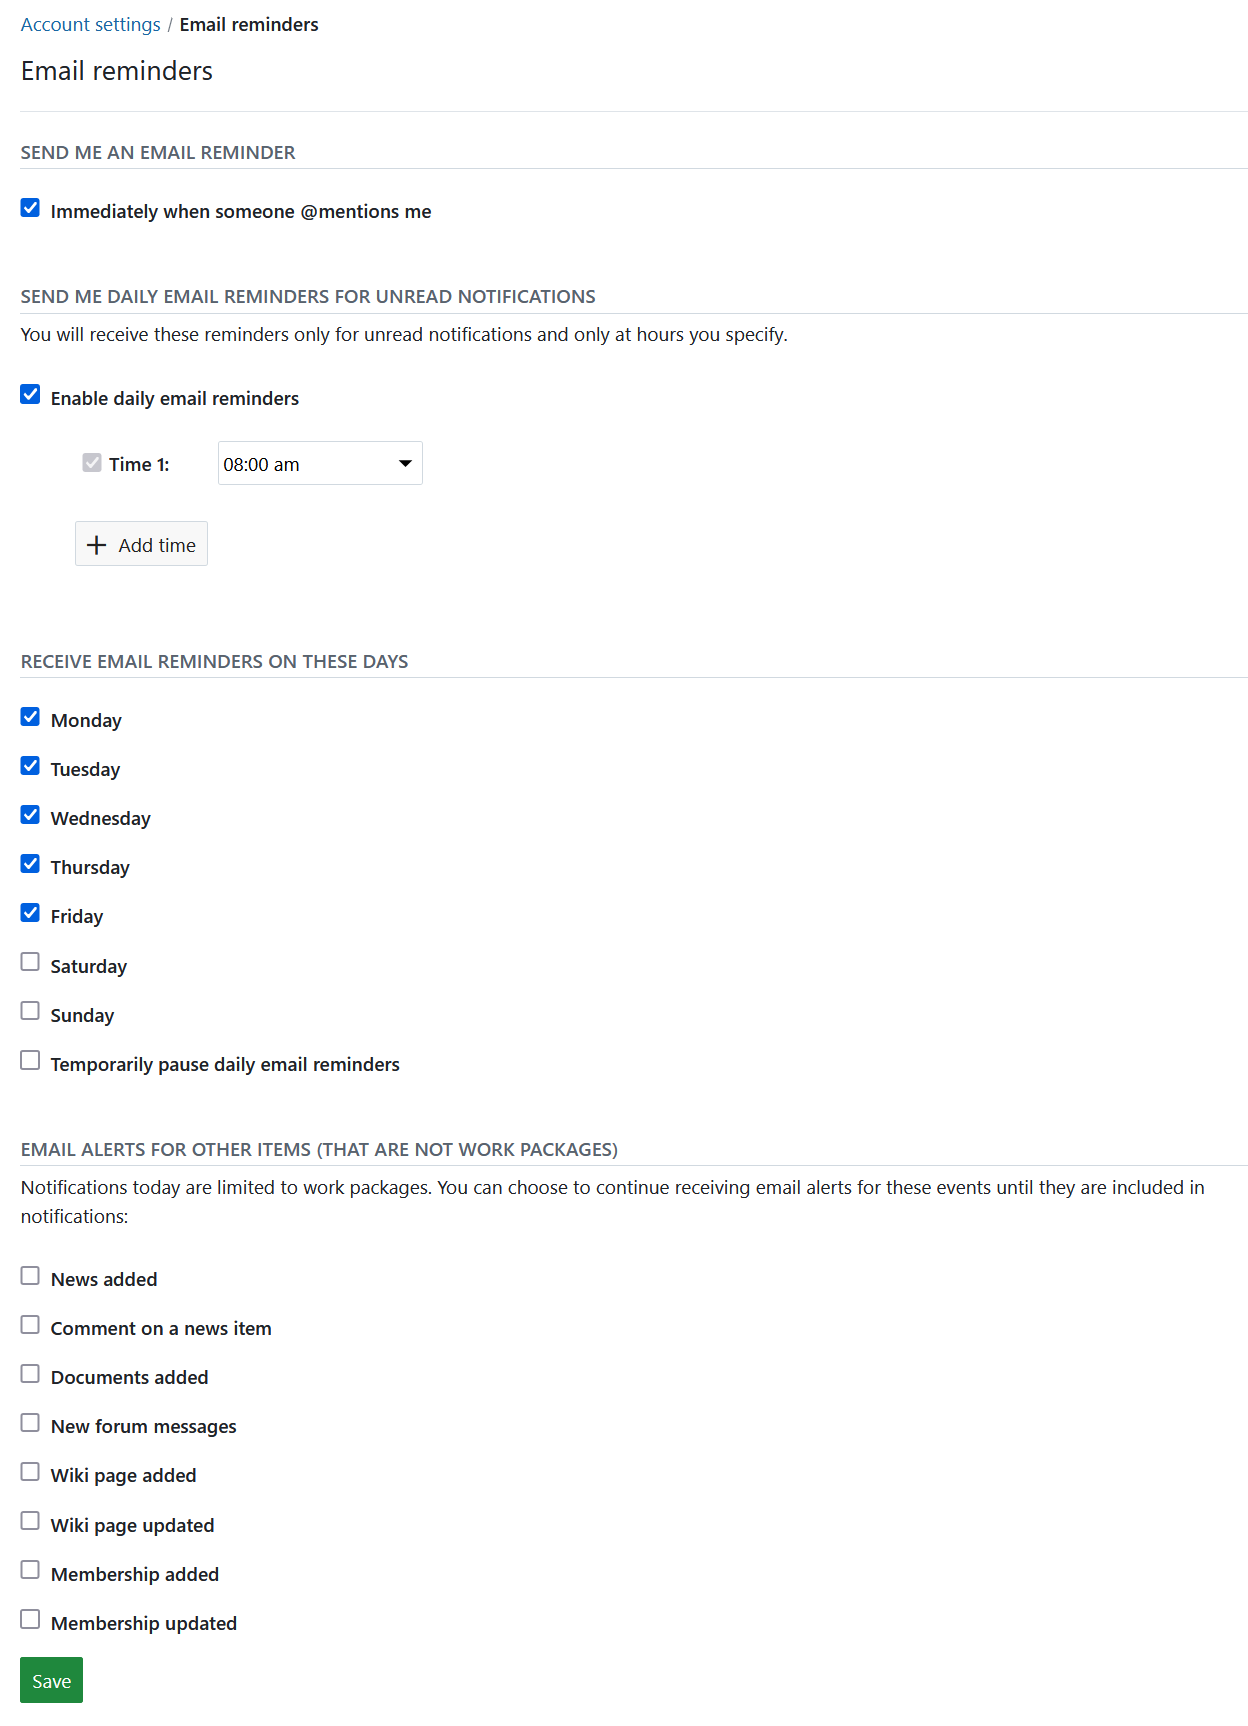 Account settings / Email reminders
Email reminders
SEND ME AN EMAIL REMINDER
Immediately when someone @mentions me
SEND ME DAILY EMAIL REMINDERS FOR UNREAD NOTIFICATIONS
You will receive these reminders only for unread notifications and only at hours you specify.
Enable daily email reminders
Time 1: 08:00 am
Add time
RECEIVE EMAIL REMINDERS ON THESE DAYS
Monday
Tuesday
Wednesday
Thursday
Friday
Saturday
Sunday
Temporarily pause daily email reminders
EMAIL ALERTS FOR OTHER ITEMS (THAT ARE NOT WORK PACKAGES)
Notifications today are limited to work packages. You can choose to continue receiving email alerts for these events until they are included in
notifications:
News added
Comment on a news item
Documents added
New forum messages
Wiki page added
Wiki page updated
Membership added
Membership updated
Save